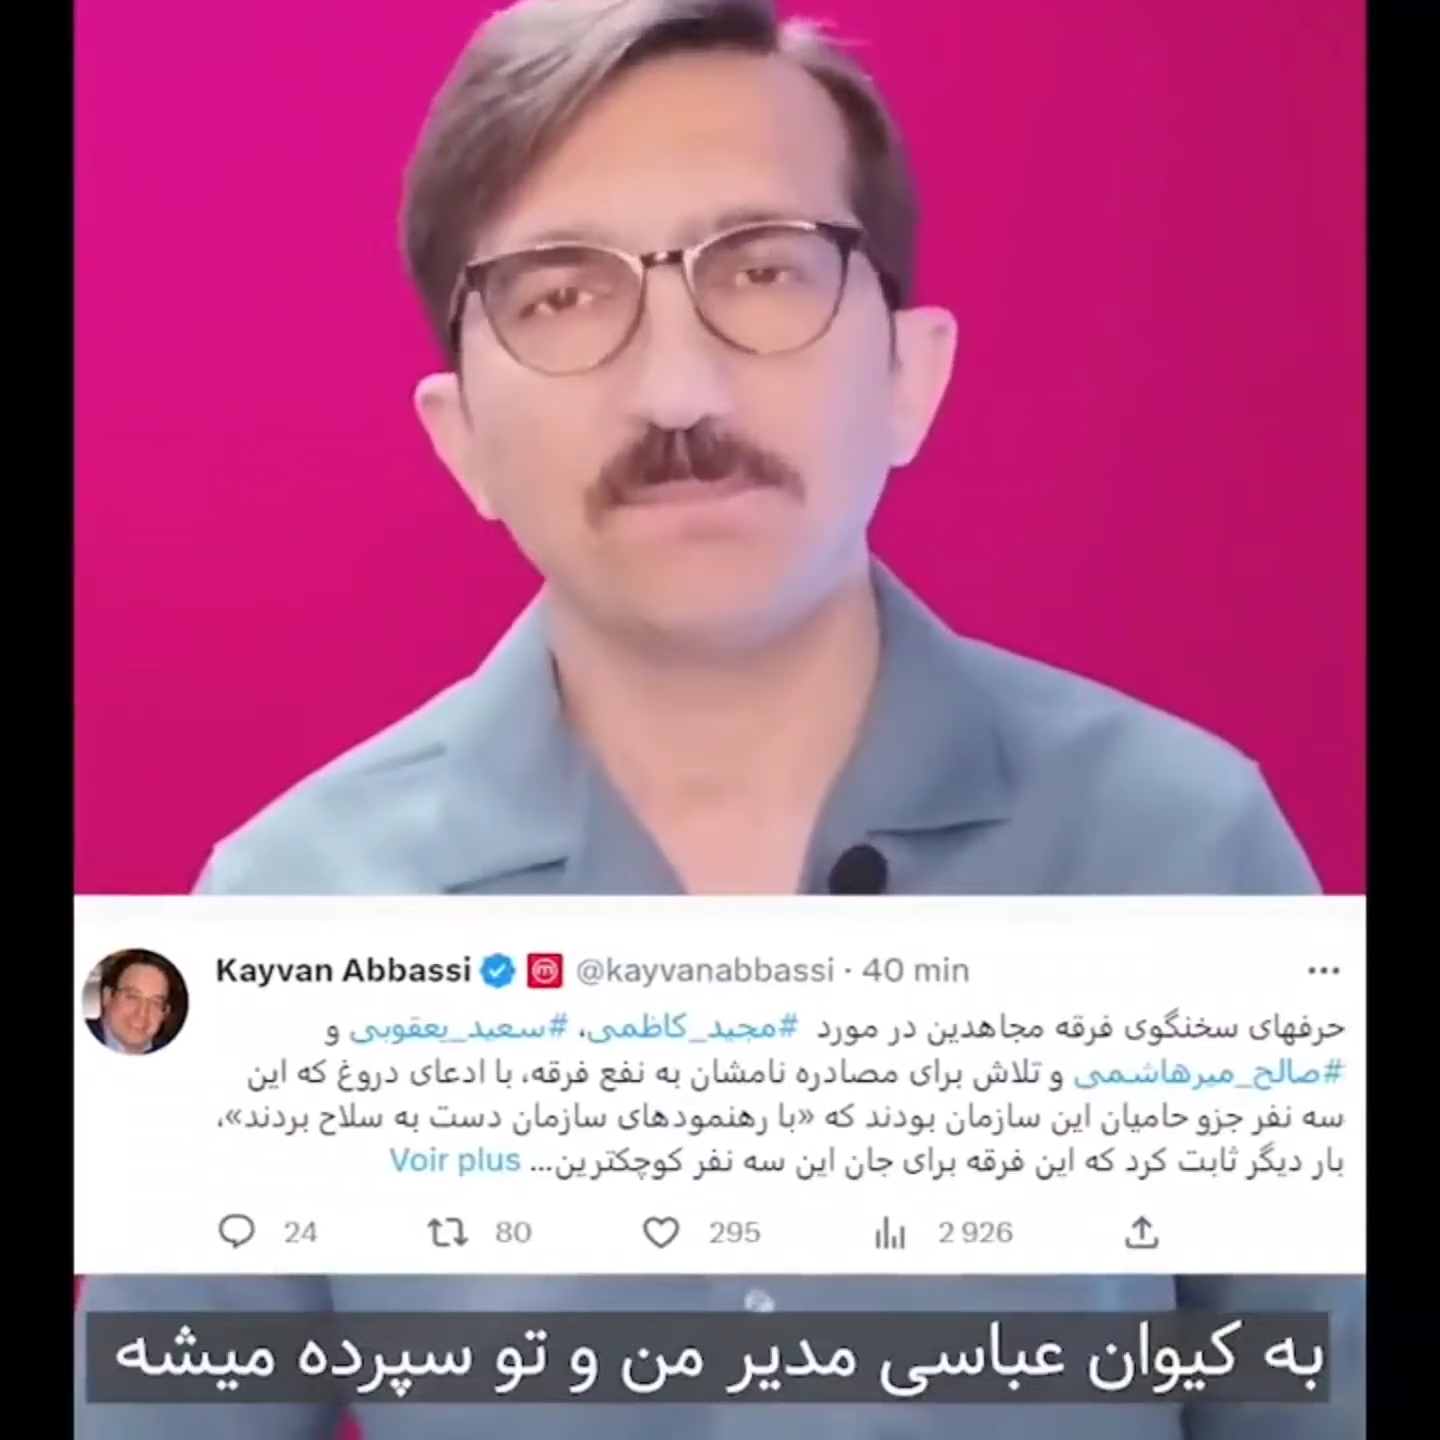 Kayvan Abbassi @kayvanabbassi · 40 min
حرفهای سخنگوی فرقه مجاهدین در مورد #مجید_کاظمی، #سعید_یعقوبی و
#صالح_میرهاشمی و تلاش برای مصادره نامشان به نفع فرقه، با ادعای دروغ که این
سه نفر جزو حامیان این سازمان بودند که «با رهنمودهای سازمان دست به سلاح بردند»،
بار دیگر ثابت کرد که این فرقه برای جان این سه نفر کوچکترین... Voir plus
24 80 295 2 926
به کیوان عباسی مدیر من و تو سپرده میشه